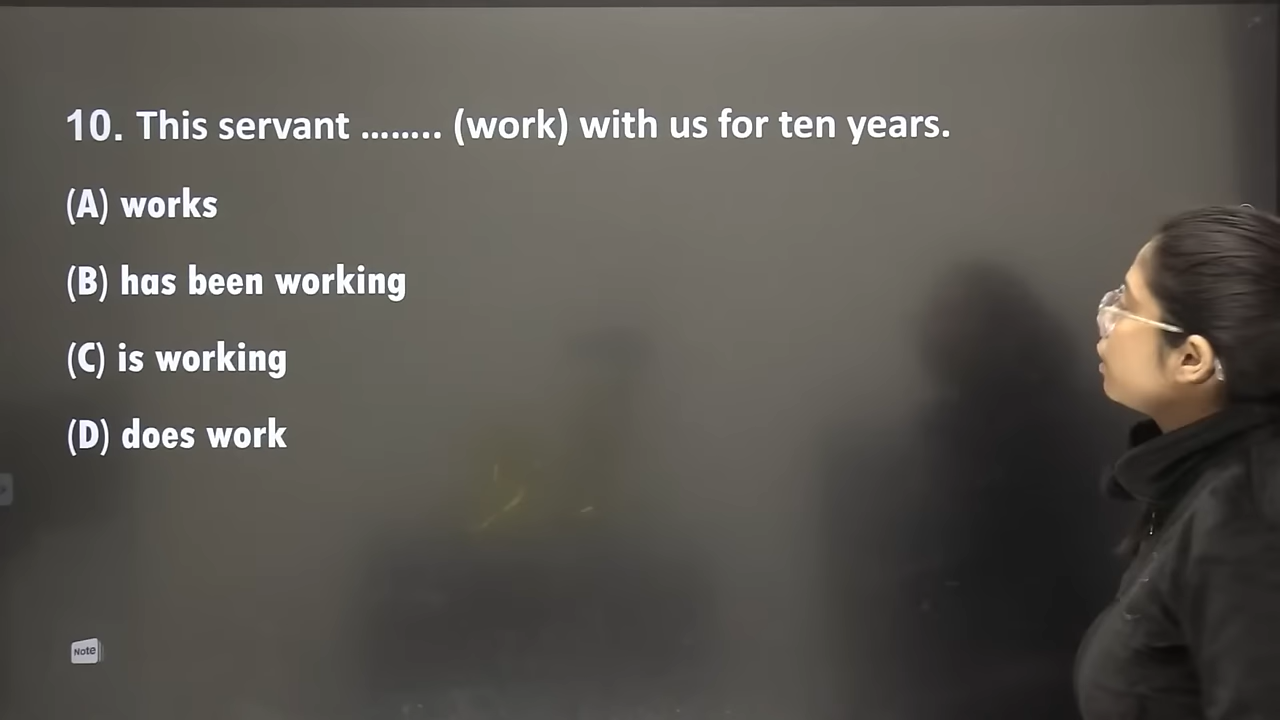 10. This servant ........ (work) with us for ten years.
(A) works
(B) has been working
(C) is working
(D) does work
Note